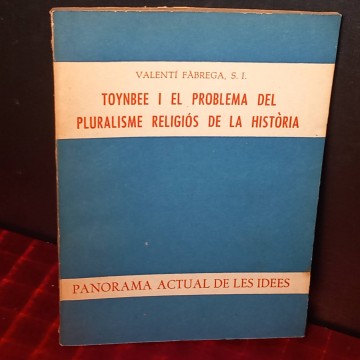 VALENTÍ FÀBREGA, S. I.
TOYNBEE I EL PROBLEMA DEL
PLURALISME RELIGIÓS DE LA HISTÒRIA
PANORAMA ACTUAL DE LES IDEES